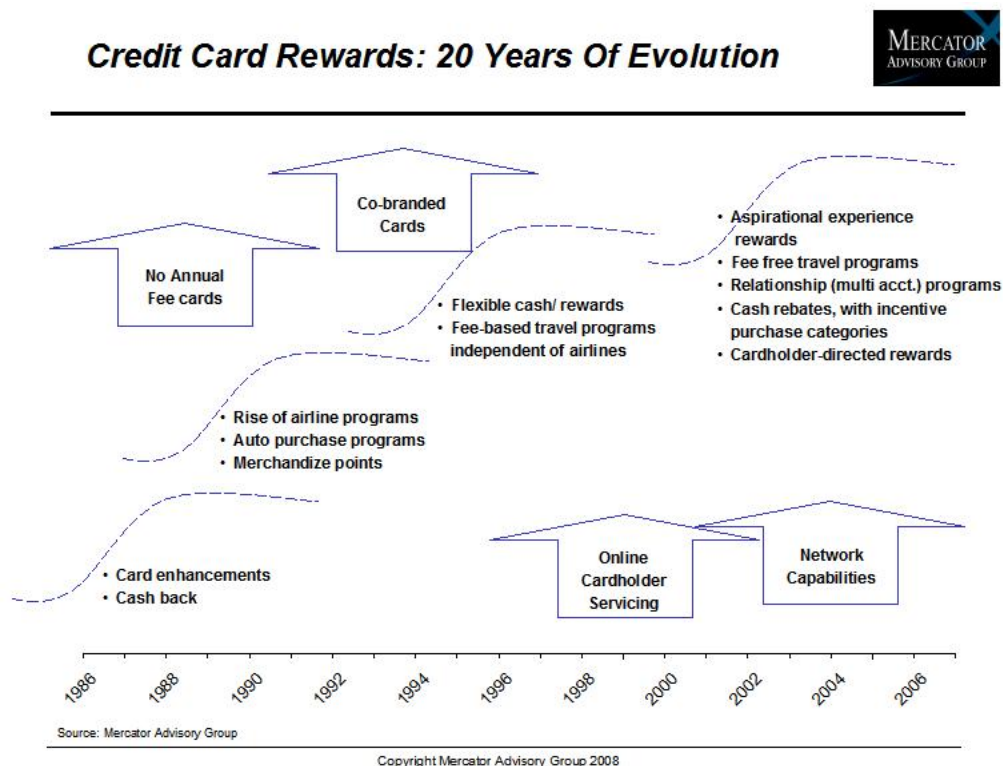 Credit Card Rewards: 20 Years Of Evolution
MERCATOR
ADVISORY GROUP
Co-branded
Cards
No Annual
Fee cards
• Aspirational experience
rewards
• Fee free travel programs
• Relationship (multi acct.) programs
• Cash rebates, with incentive
purchase categories
• Cardholder-directed rewards
• Flexible cash/ rewards
• Fee-based travel programs
independent of airlines
• Rise of airline programs
• Auto purchase programs
• Merchandize points
• Card enhancements
• Cash back
Online
Cardholder
Servicing
Network
Capabilities
1986 1988 1990 1992 1994 1996 1998 2000 2002 2004 2006
Source: Mercator Advisory Group
Copyright Mercator Advisory Group 2008